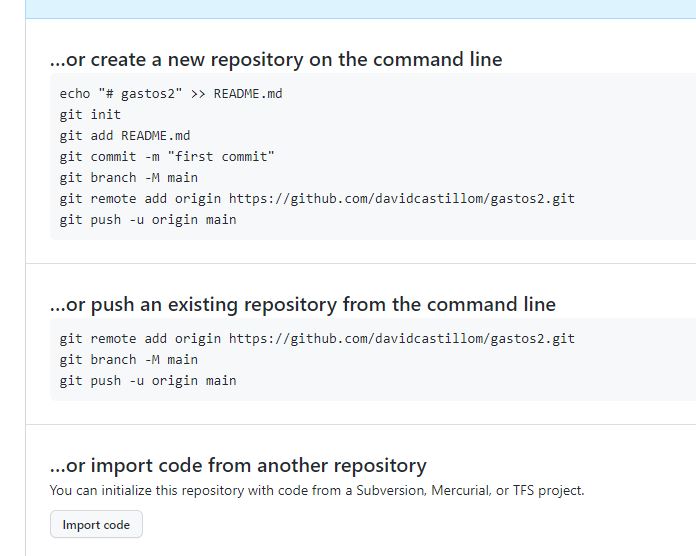 ...or create a new repository on the command line
echo "# gastos2" >> README.md
git init
git add README.md
git commit -m "first commit"
git branch -M main
git remote add origin https://github.com/davidcastillom/gastos2.git
git push -u origin main
...or push an existing repository from the command line
git remote add origin https://github.com/davidcastillom/gastos2.git
git branch -M main
git push -u origin main
...or import code from another repository
You can initialize this repository with code from a Subversion, Mercurial, or TFS project.
Import code